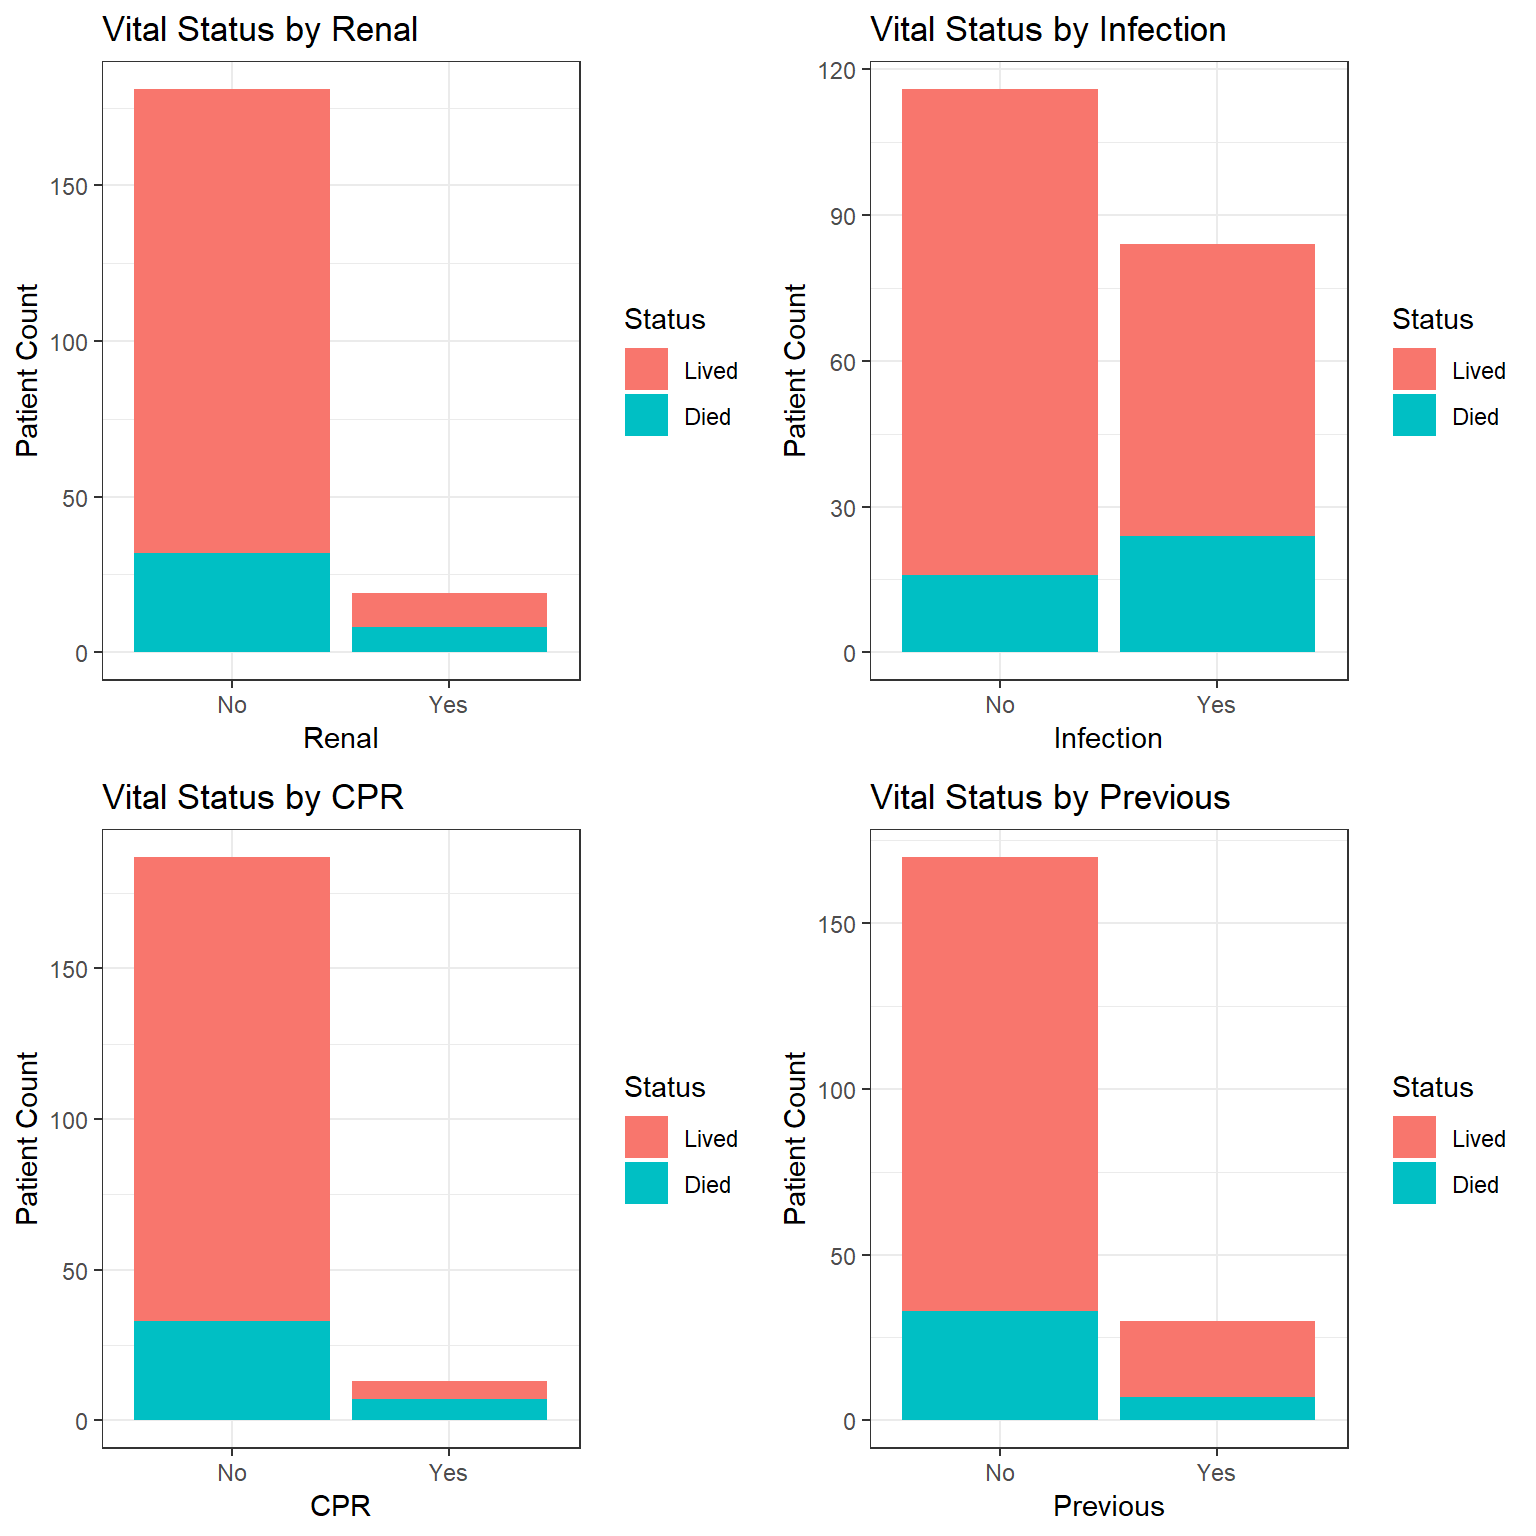 Vital Status by Renal
150
100
50
0
Patient Count
No Yes
Renal
Status
Lived
Died
Vital Status by Infection
120
90
60
30
0
Patient Count
No Yes
Infection
Status
Lived
Died
Vital Status by CPR
150
100
50
0
Patient Count
No Yes
CPR
Status
Lived
Died
Vital Status by Previous
150
100
50
0
Patient Count
No Yes
Previous
Status
Lived
Died